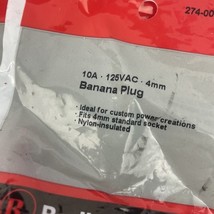 274-00
10A · 125VAC · 4mm
Banana Plug
· Ideal for custom power creations
· Fits 4mm standard socket
· Nylon-insulated
R